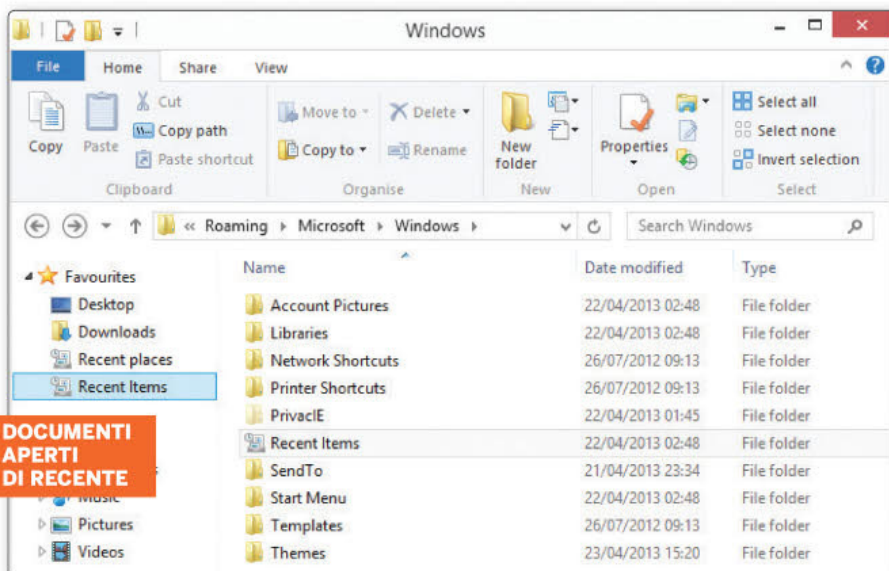 Windows
File Home Share View
Copy
Paste
Cut
Copy path
Paste shortcut
Clipboard
Move to
Copy to
Delete
Rename
Organise
New
folder
New
Properties
Open
Select all
Select none
Invert selection
Select
« Roaming Microsoft Windows
Search Windows
Favourites
Desktop
Downloads
Recent places
Recent Items
DOCUMENTI
APERTI
DI RECENTE
Music
Pictures
Videos
Name Date modified Type
Account Pictures 22/04/2013 02:48 File folder
Libraries 22/04/2013 02:48 File folder
Network Shortcuts 26/07/2012 09:13 File folder
Printer Shortcuts 26/07/2012 09:13 File folder
PrivacIE 22/04/2013 01:45 File folder
Recent Items 22/04/2013 02:48 File folder
SendTo 21/04/2013 23:34 File folder
Start Menu 22/04/2013 02:48 File folder
Templates 26/07/2012 09:13 File folder
Themes 23/04/2013 15:20 File folder